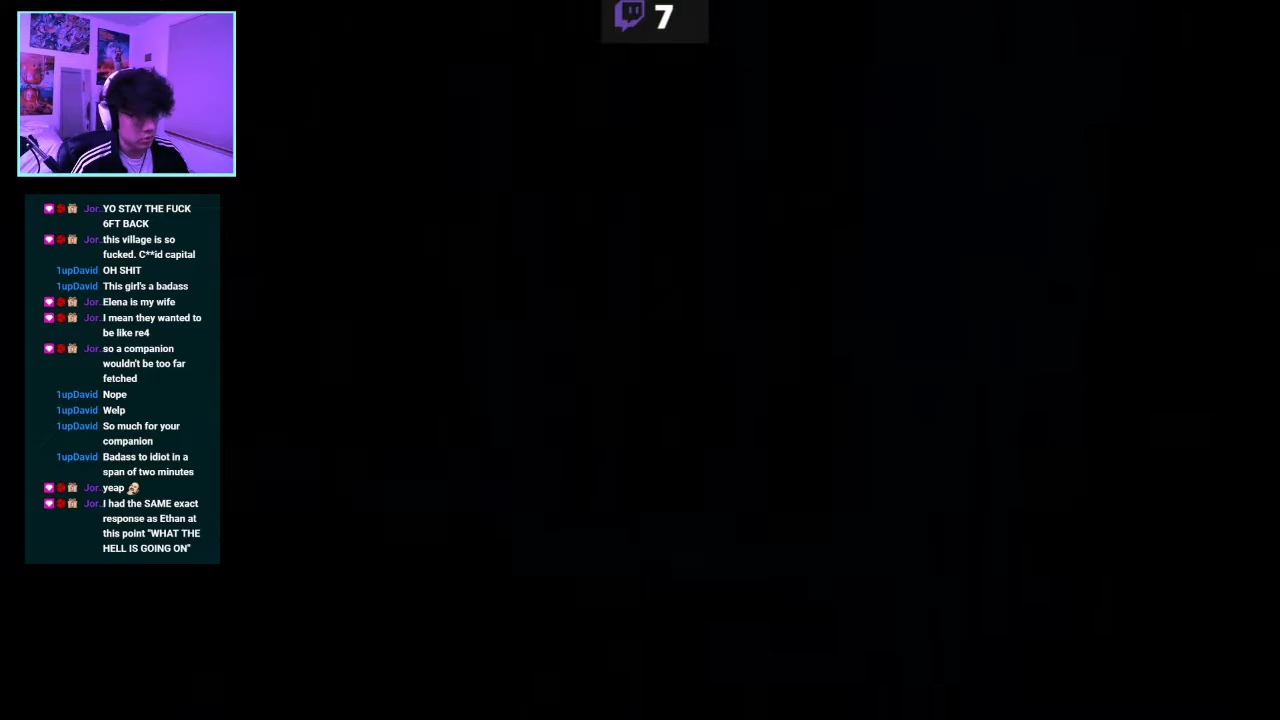 7
Jor..YO STAY THE FUCK
6FT BACK
Jor..this village is so
fucked. C**id capital
1upDavid OH SHIT
1upDavid This girl's a badass
Jor..Elena is my wife
Jor..I mean they wanted to
be like re4
Jor..so a companion
wouldn't be too far
fetched
1upDavid Nope
1upDavid Welp
1upDavid So much for your
companion
1upDavid Badass to idiot in a
span of two minutes
Jor..yeap
Jor..I had the SAME exact
response as Ethan at
this point "WHAT THE
HELL IS GOING ON"